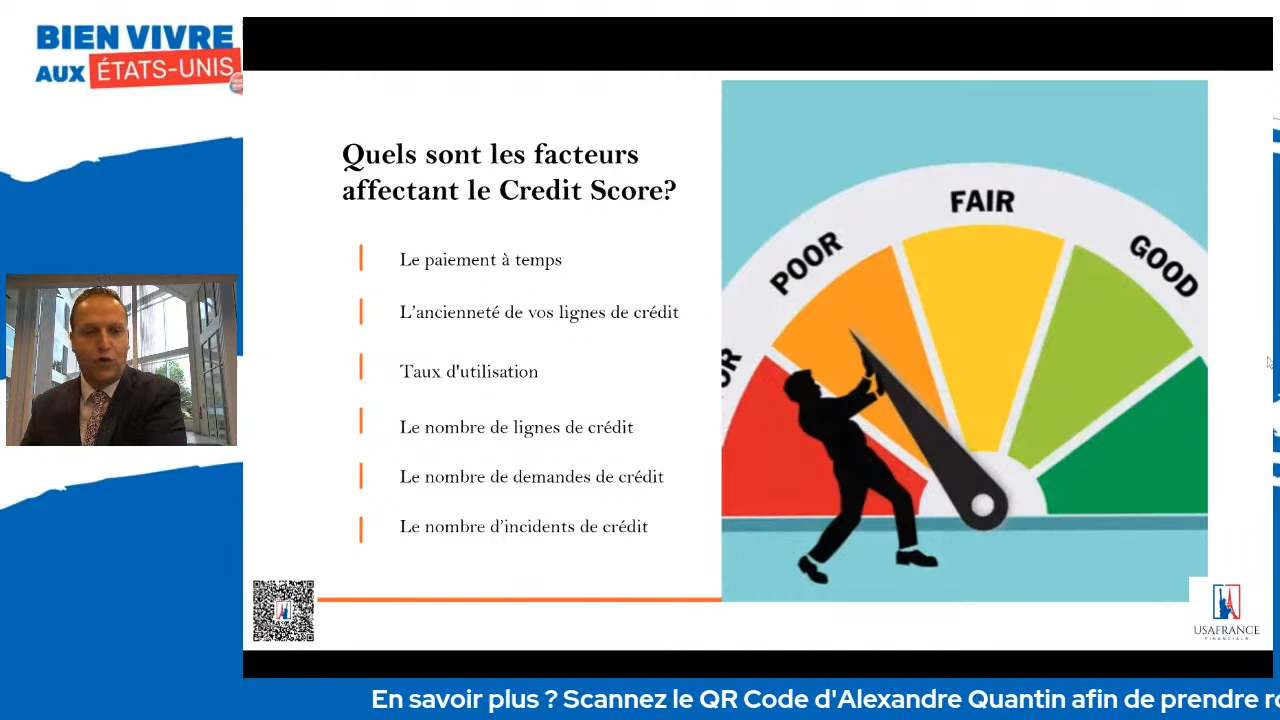 BIEN VIVRE
AUX ÉTATS-UNIS
Quels sont les facteurs
affectant le Credit Score?
Le paiement à temps
L’ancienneté de vos lignes de crédit
Taux d'utilisation
Le nombre de lignes de crédit
Le nombre de demandes de crédit
Le nombre d’incidents de crédit
POOR
FAIR
GOOD
USAFRANCE
FINANCIALS
En savoir plus ? Scannez le QR Code d'Alexandre Quantin afin de prendre